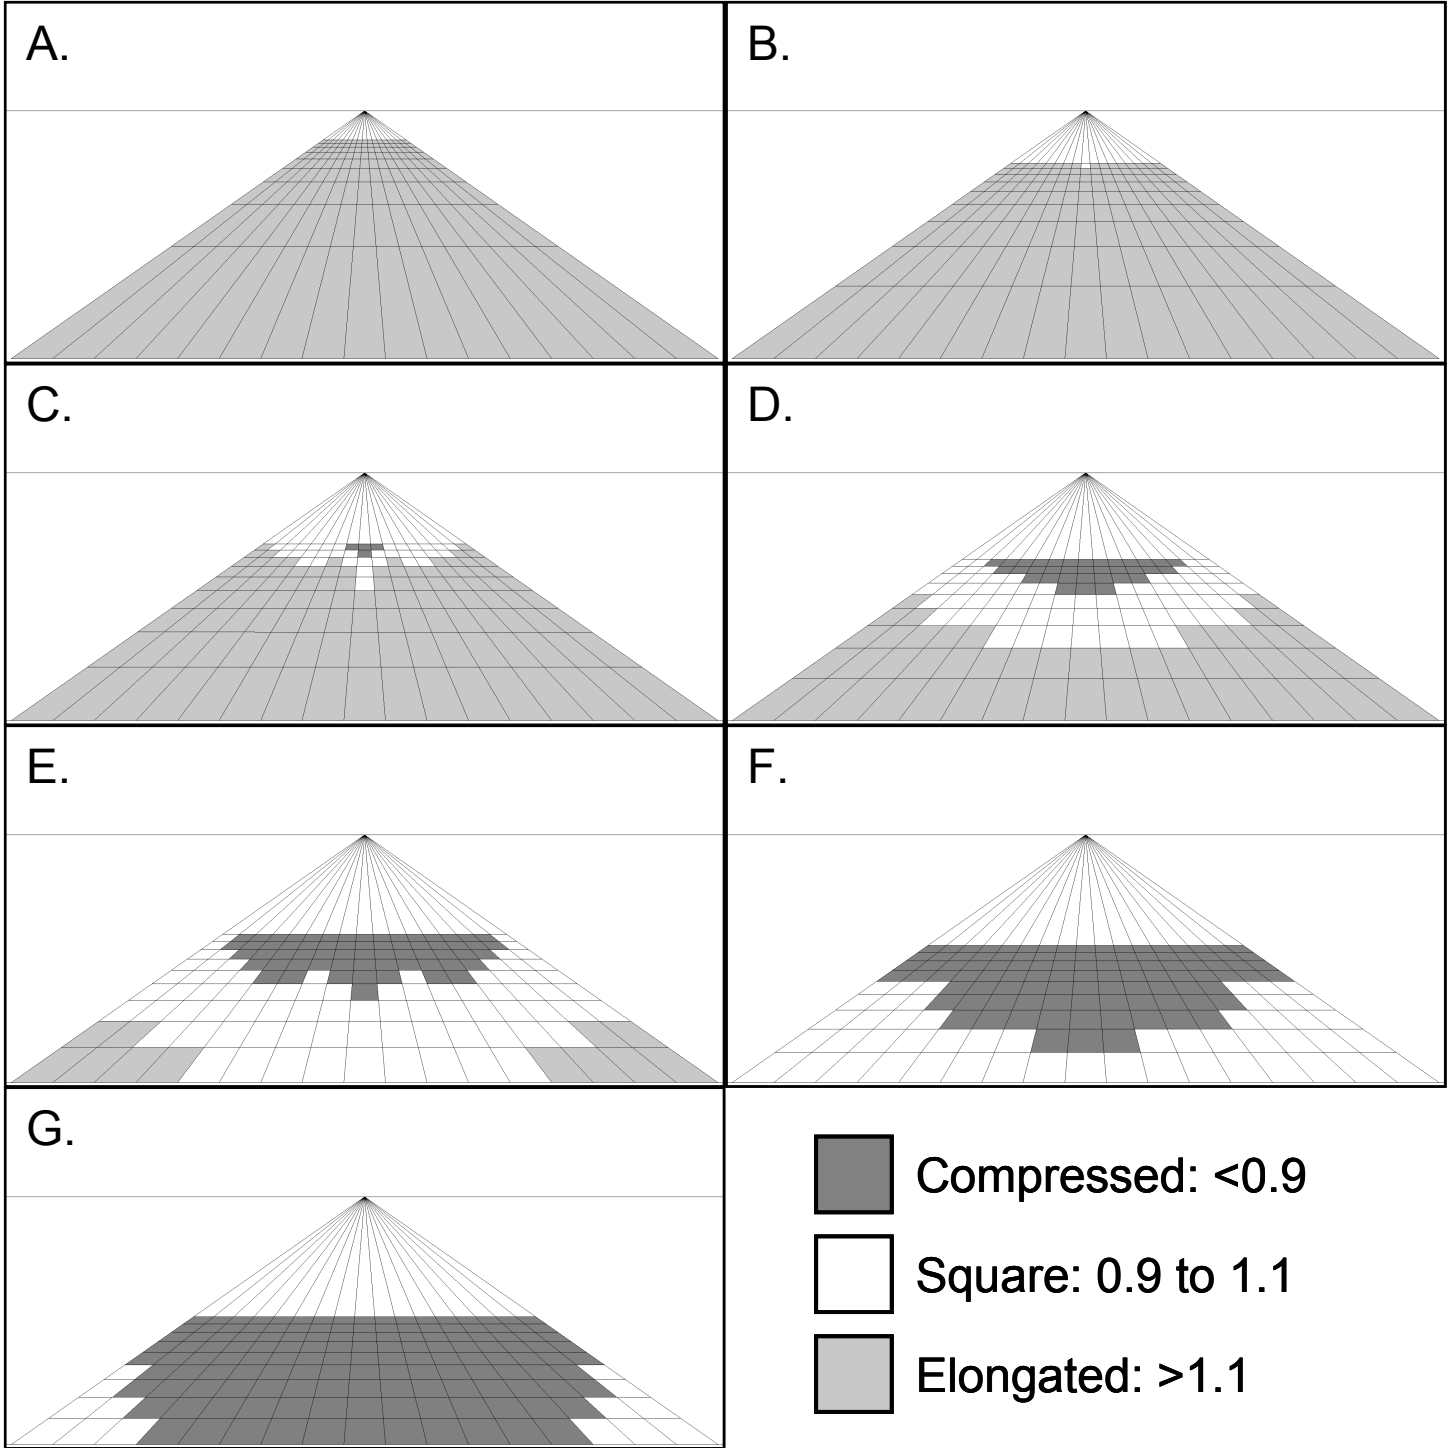 A.
B.
C.
D.
E.
F.
G.
Compressed: <0.9
Square: 0.9 to 1.1
Elongated: >1.1